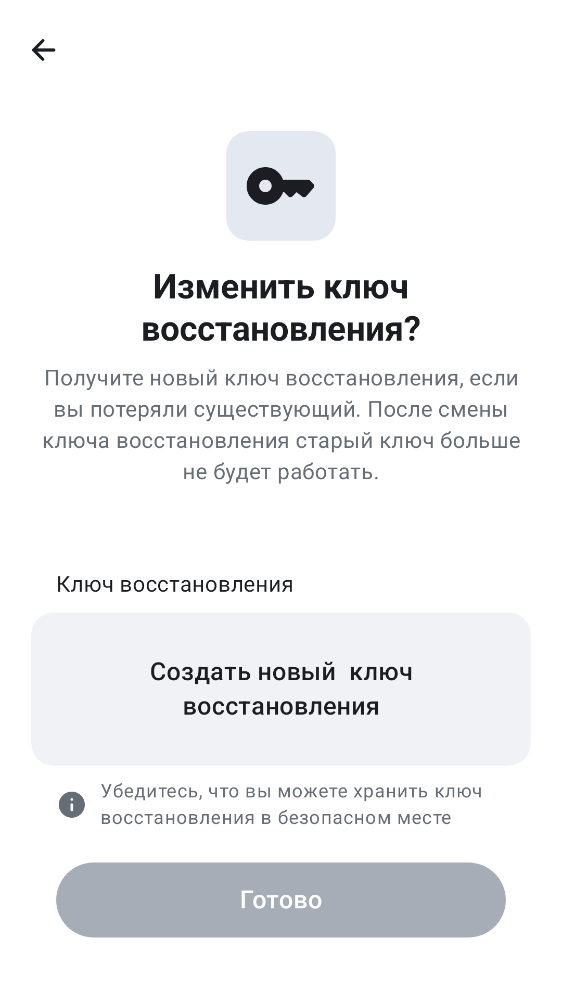 Изменить ключ
восстановления?
Получите новый ключ восстановления, если
вы потеряли существующий. После смены
ключа восстановления старый ключ больше
не будет работать.
Ключ восстановления
Создать новый  ключ
восстановления
Убедитесь, что вы можете хранить ключ
восстановления в безопасном месте
Готово